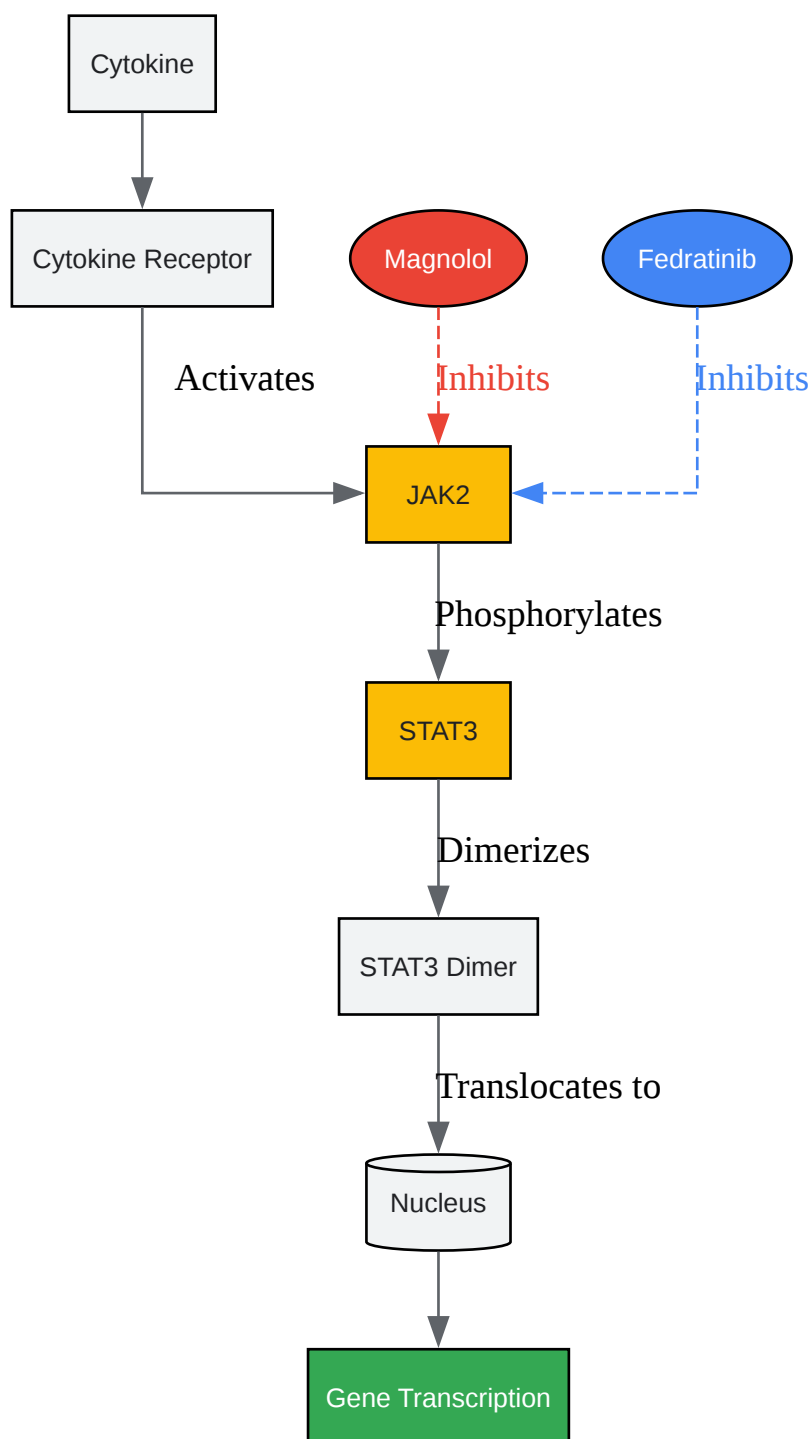 Cytokine
Cytokine Receptor
Magnolol
Fedratinib
Activates
Inhibits
Inhibits
JAK2
Phosphorylates
STAT3
Dimerizes
STAT3 Dimer
Translocates to
Nucleus
Gene Transcription